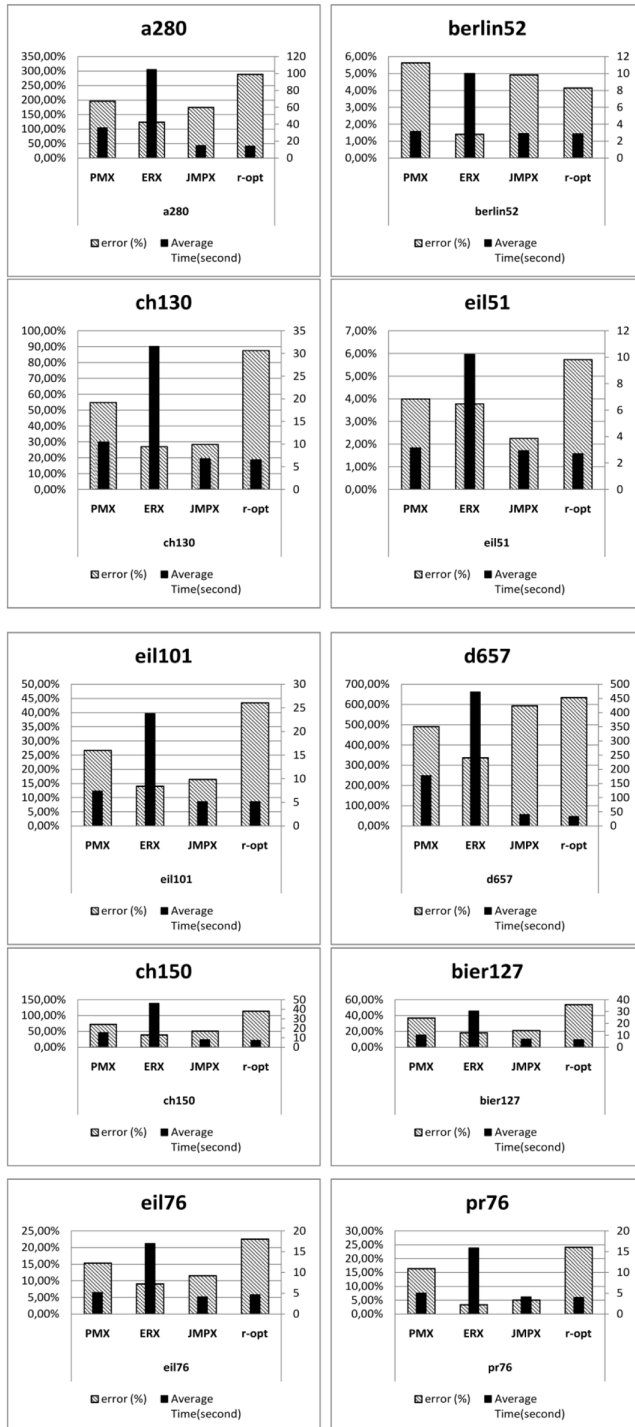 a280
350,00% 120
300,00% 100
250,00% 80
200,00% 60
150,00% 40
100,00% 20
50,00% 0
0,00%
PMX ERX JMPX r-opt
a280
error (%) Average Time(second)
berlin52
6,00% 12
5,00% 10
4,00% 8
3,00% 6
2,00% 4
1,00% 2
0,00% 0
PMX ERX JMPX r-opt
berlin52
error (%) Average Time(second)
ch130
100,00% 35
90,00% 30
80,00% 25
70,00% 20
60,00% 15
50,00% 10
40,00% 5
30,00% 0
20,00%
10,00%
0,00%
PMX ERX JMPX r-opt
ch130
error (%) Average Time(second)
eil51
7,00% 12
6,00% 10
5,00% 8
4,00% 6
3,00% 4
2,00% 2
1,00% 0
0,00%
PMX ERX JMPX r-opt
eil51
error (%) Average Time(second)
eil101
50,00% 30
45,00% 25
40,00% 20
35,00% 15
30,00% 10
25,00% 5
20,00% 0
15,00%
10,00%
5,00%
0,00%
PMX ERX JMPX r-opt
eil101
error (%) Average Time(second)
d657
700,00% 500
600,00% 450
500,00% 400
400,00% 350
300,00% 300
200,00% 250
100,00% 200
0,00% 150
100
50
0
PMX ERX JMPX r-opt
d657
error (%) Average Time(second)
ch150
150,00% 50
100,00% 40
50,00% 30
0,00% 20
10
0
PMX ERX JMPX r-opt
ch150
error (%) Average Time(second)
bier127
60,00% 40
40,00% 30
20,00% 20
0,00% 10
0
PMX ERX JMPX r-opt
bier127
error (%) Average Time(second)
eil76
25,00% 20
20,00% 15
15,00% 10
10,00% 5
5,00% 0
0,00%
PMX ERX JMPX r-opt
eil76
error (%) Average Time(second)
pr76
30,00% 20
25,00% 15
20,00% 10
15,00% 5
10,00% 0
5,00%
0,00%
PMX ERX JMPX r-opt
pr76
error (%) Average Time(second)